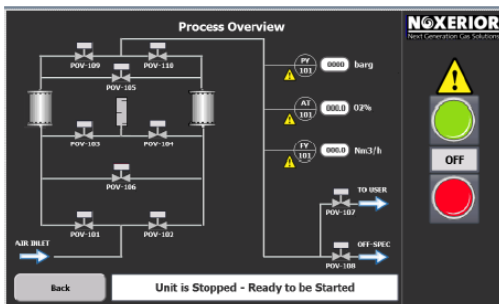 Process Overview
NOXERIOR
Next Generation Gas Solutions
POV-109
POV-110
POV-105
POV-103
POV-104
POV-106
POV-101
POV-102
AIR INLET
PY
101
0000 barg
AT
101
000.0 O2%
FY
101
000.0 Nm3/h
TO USER
POV-107
OFF-SPEC
POV-108
OFF
Back
Unit is Stopped - Ready to be Started